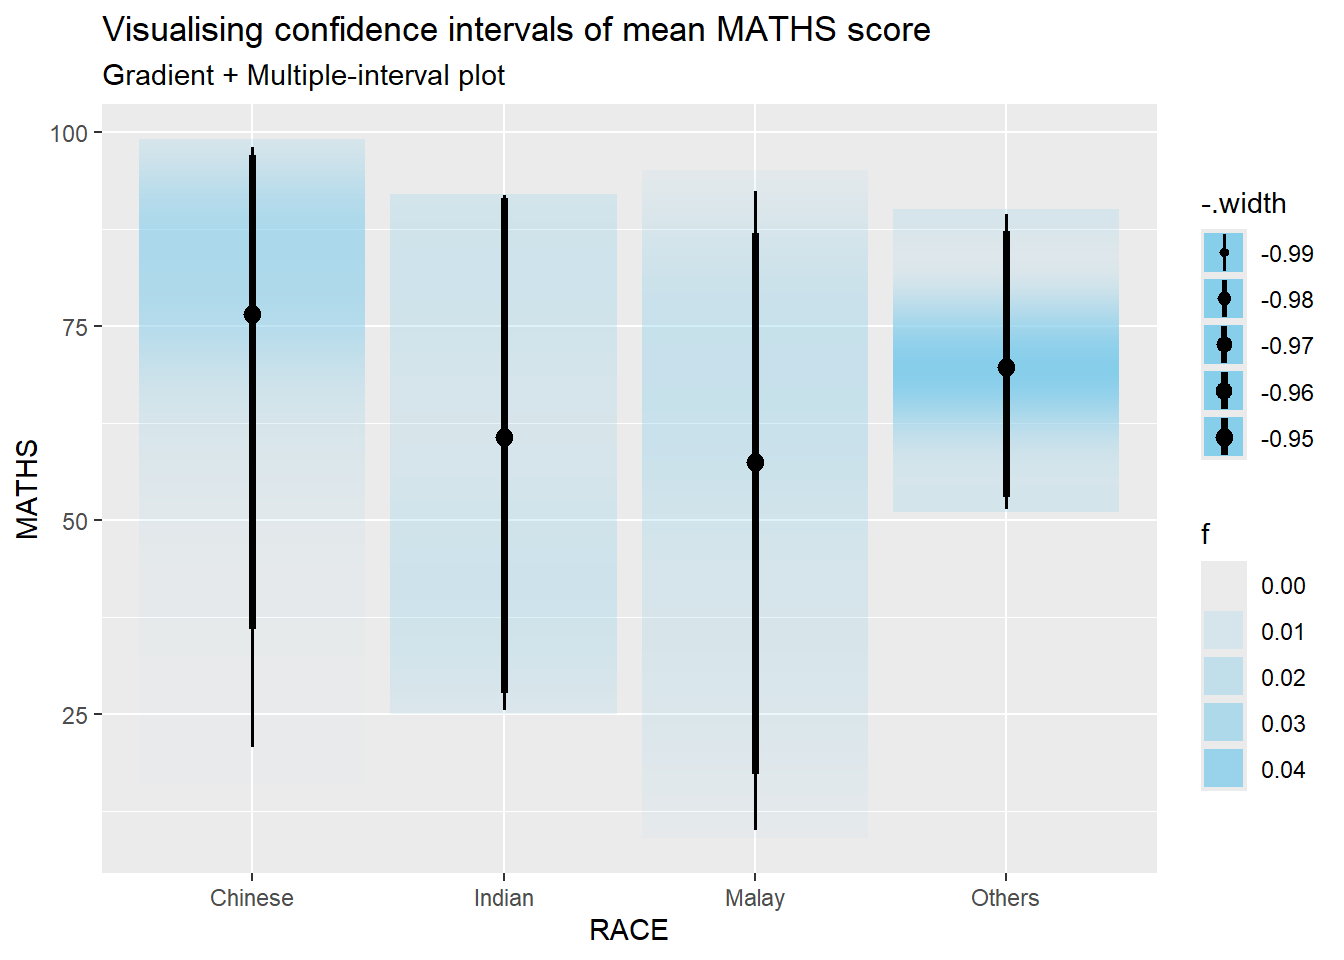 Visualising confidence intervals of mean MATHS score
Gradient + Multiple-interval plot
100
75
50
25
MATHS
Chinese
Indian
Malay
Others
RACE
-.width
-0.99
-0.98
-0.97
-0.96
-0.95
f
0.00
0.01
0.02
0.03
0.04